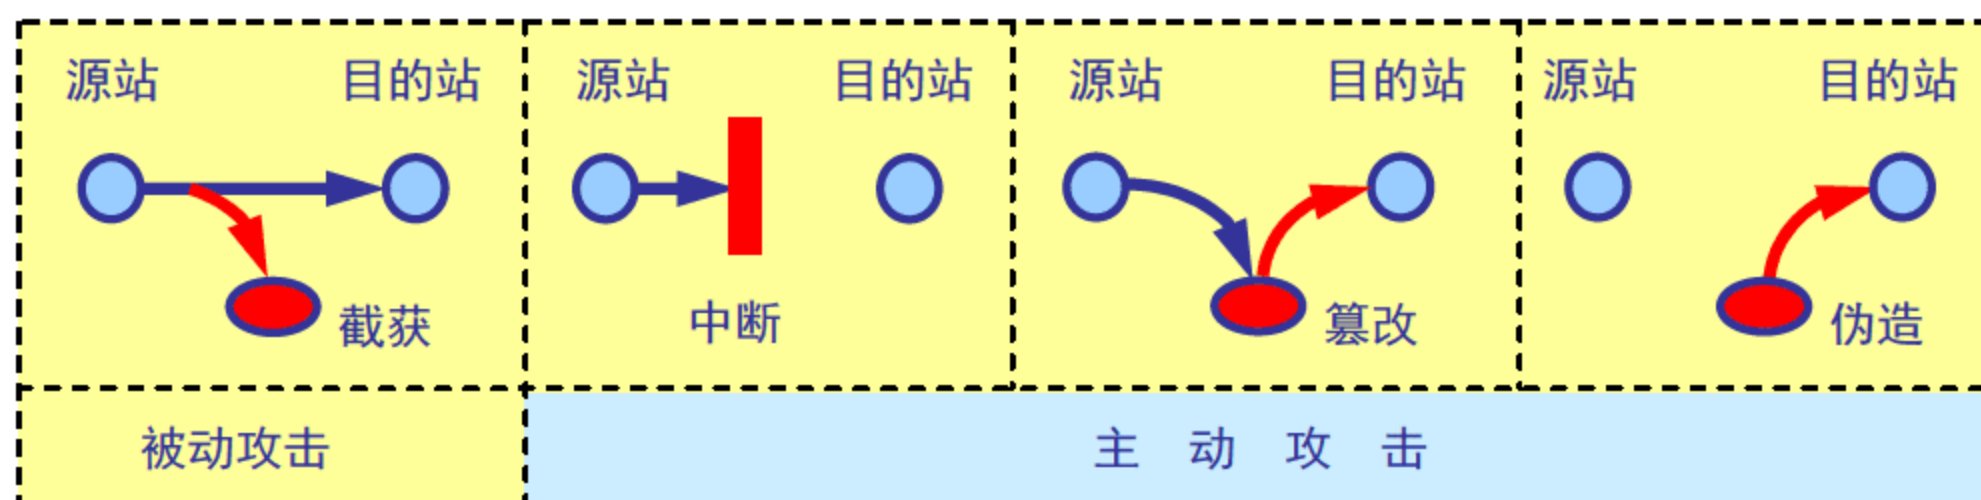 源站 目的站 源站 目的站 源站 目的站 源站 目的站
截获 中断 篡改 伪造
被动攻击 主动攻击